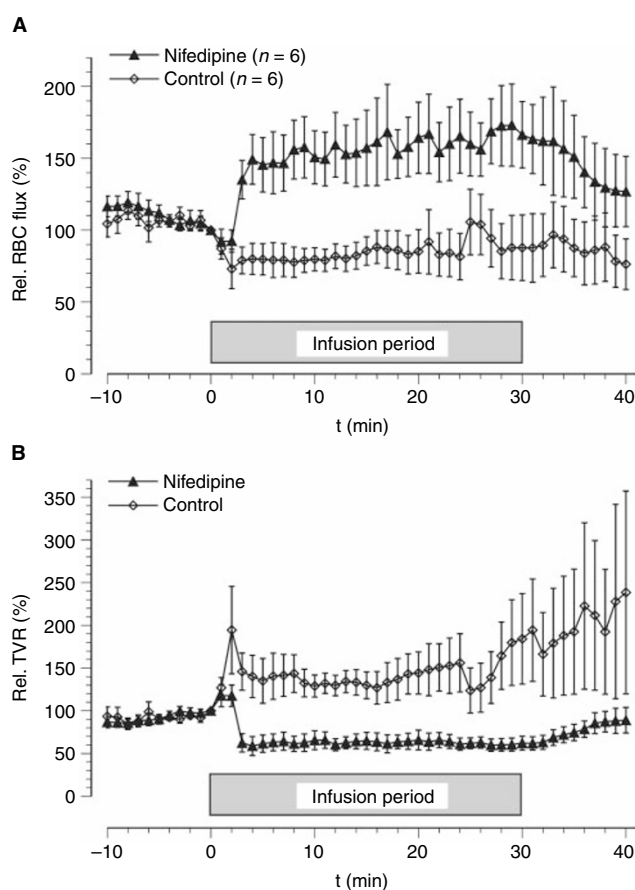 A
Nifedipine (n = 6)
Control (n = 6)
200
150
100
50
0
Rel. RBC flux (%)
Infusion period
–10 0 10 20 30 40
t (min)
B
Nifedipine
Control
350
300
250
200
150
100
50
0
Rel. TVR (%)
Infusion period
–10 0 10 20 30 40
t (min)